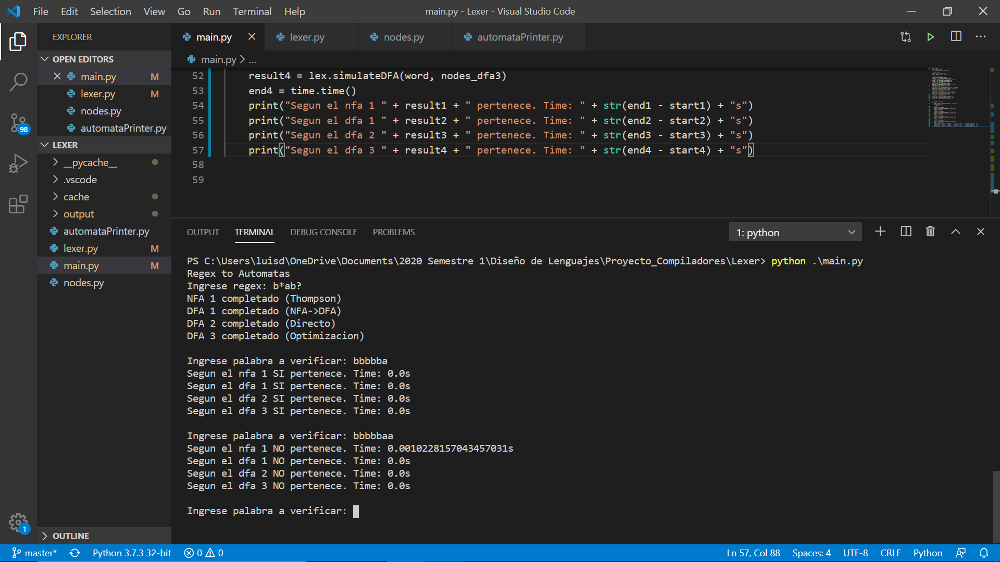 File Edit Selection View Go Run Terminal Help
main.py - Lexer - Visual Studio Code
EXPLORER
OPEN EDITORS
main.py M
lexer.py M
nodes.py
automataPrinter.py
LEXER
__pycache__
.vscode
cache
output
automataPrinter.py
lexer.py M
main.py M
nodes.py
OUTLINE
98
1
main.py lexer.py nodes.py automataPrinter.py
main.py > ...
52 result4 = lex.simulateDFA(word, nodes_dfa3)
53 end4 = time.time()
54 print("Segun el nfa 1 " + result1 + " pertenece. Time: " + str(end1 - start1) + "s")
55 print("Segun el dfa 1 " + result2 + " pertenece. Time: " + str(end2 - start2) + "s")
56 print("Segun el dfa 2 " + result3 + " pertenece. Time: " + str(end3 - start3) + "s")
57 print("Segun el dfa 3 " + result4 + " pertenece. Time: " + str(end4 - start4) + "s")
58
59
OUTPUT TERMINAL DEBUG CONSOLE PROBLEMS
1: python
PS C:\Users\luisd\OneDrive\Documents\2020 Semestre 1\Diseño de Lenguajes\Proyecto_Compiladores\Lexer> python .\main.py
Regex to Automatas
Ingrese regex: b*ab?
NFA 1 completado (Thompson)
DFA 1 completado (NFA->DFA)
DFA 2 completado (Directo)
DFA 3 completado (Optimizacion)
Ingrese palabra a verificar: bbbbba
Segun el nfa 1 SI pertenece. Time: 0.0s
Segun el dfa 1 SI pertenece. Time: 0.0s
Segun el dfa 2 SI pertenece. Time: 0.0s
Segun el dfa 3 SI pertenece. Time: 0.0s
Ingrese palabra a verificar: bbbbbaa
Segun el nfa 1 NO pertenece. Time: 0.0010228157043457031s
Segun el dfa 1 NO pertenece. Time: 0.0s
Segun el dfa 2 NO pertenece. Time: 0.0s
Segun el dfa 3 NO pertenece. Time: 0.0s
Ingrese palabra a verificar:
master* Python 3.7.3 32-bit 0 0 Ln 57, Col 88 Spaces: 4 UTF-8 CRLF Python